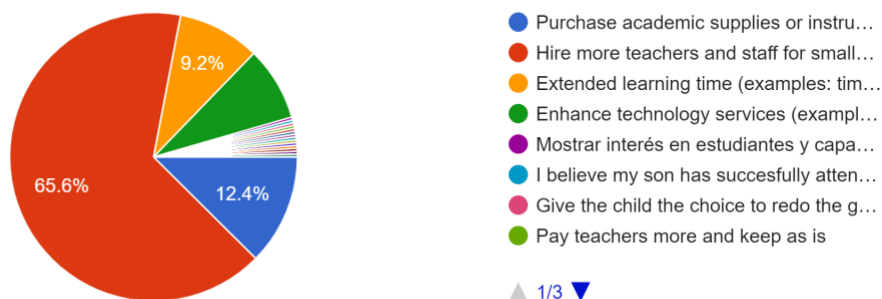 9.2%
65.6%
12.4%
Purchase academic supplies or instru…
Hire more teachers and staff for small…
Extended learning time (examples: tim…
Enhance technology services (exampl…
Mostrar interés en estudiantes y capa…
I believe my son has succesfully atten…
Give the child the choice to redo the g…
Pay teachers more and keep as is
1/3